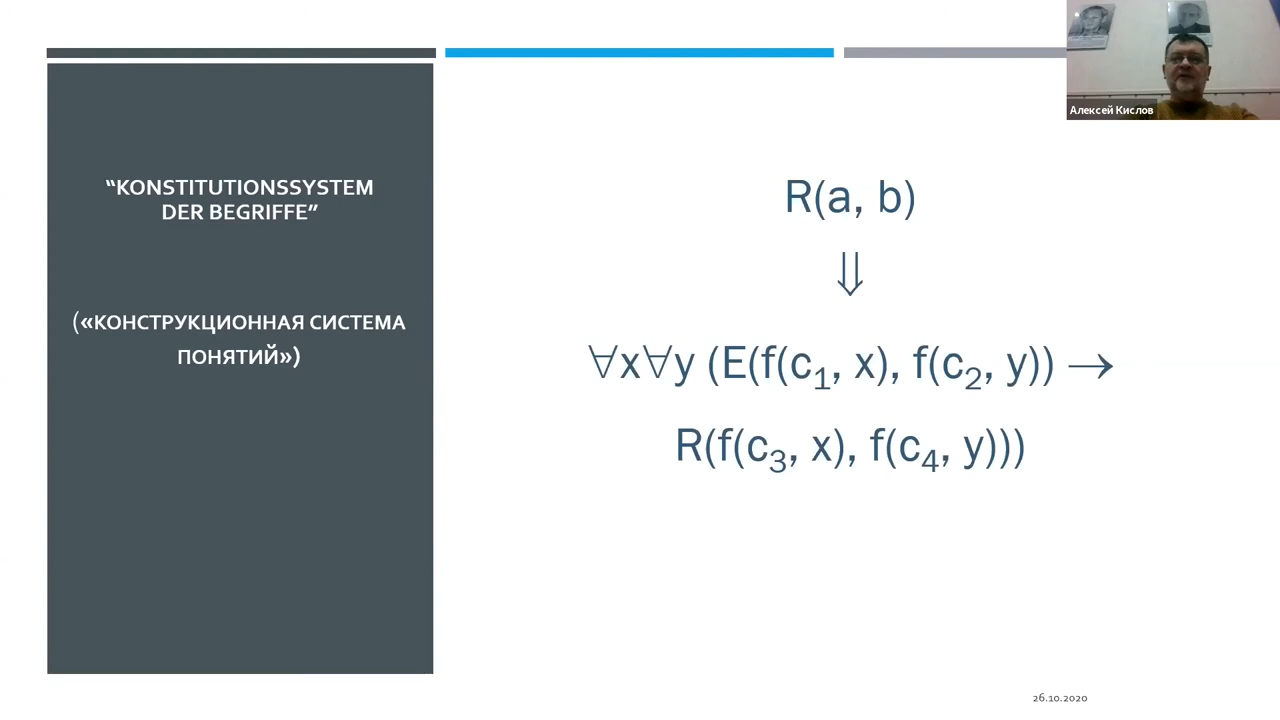 “KONSTITUTIONSSYSTEM
DER BEGRIFFE”
(«КОНСТРУКЦИОННАЯ СИСТЕМА
ПОНЯТИЙ»)
R(a, b)
⇓
∀x∀y (E(f(c₁, x), f(c₂, y)) →
R(f(c₃, x), f(c₄, y)))
Алексей Кислов
26.10.2020